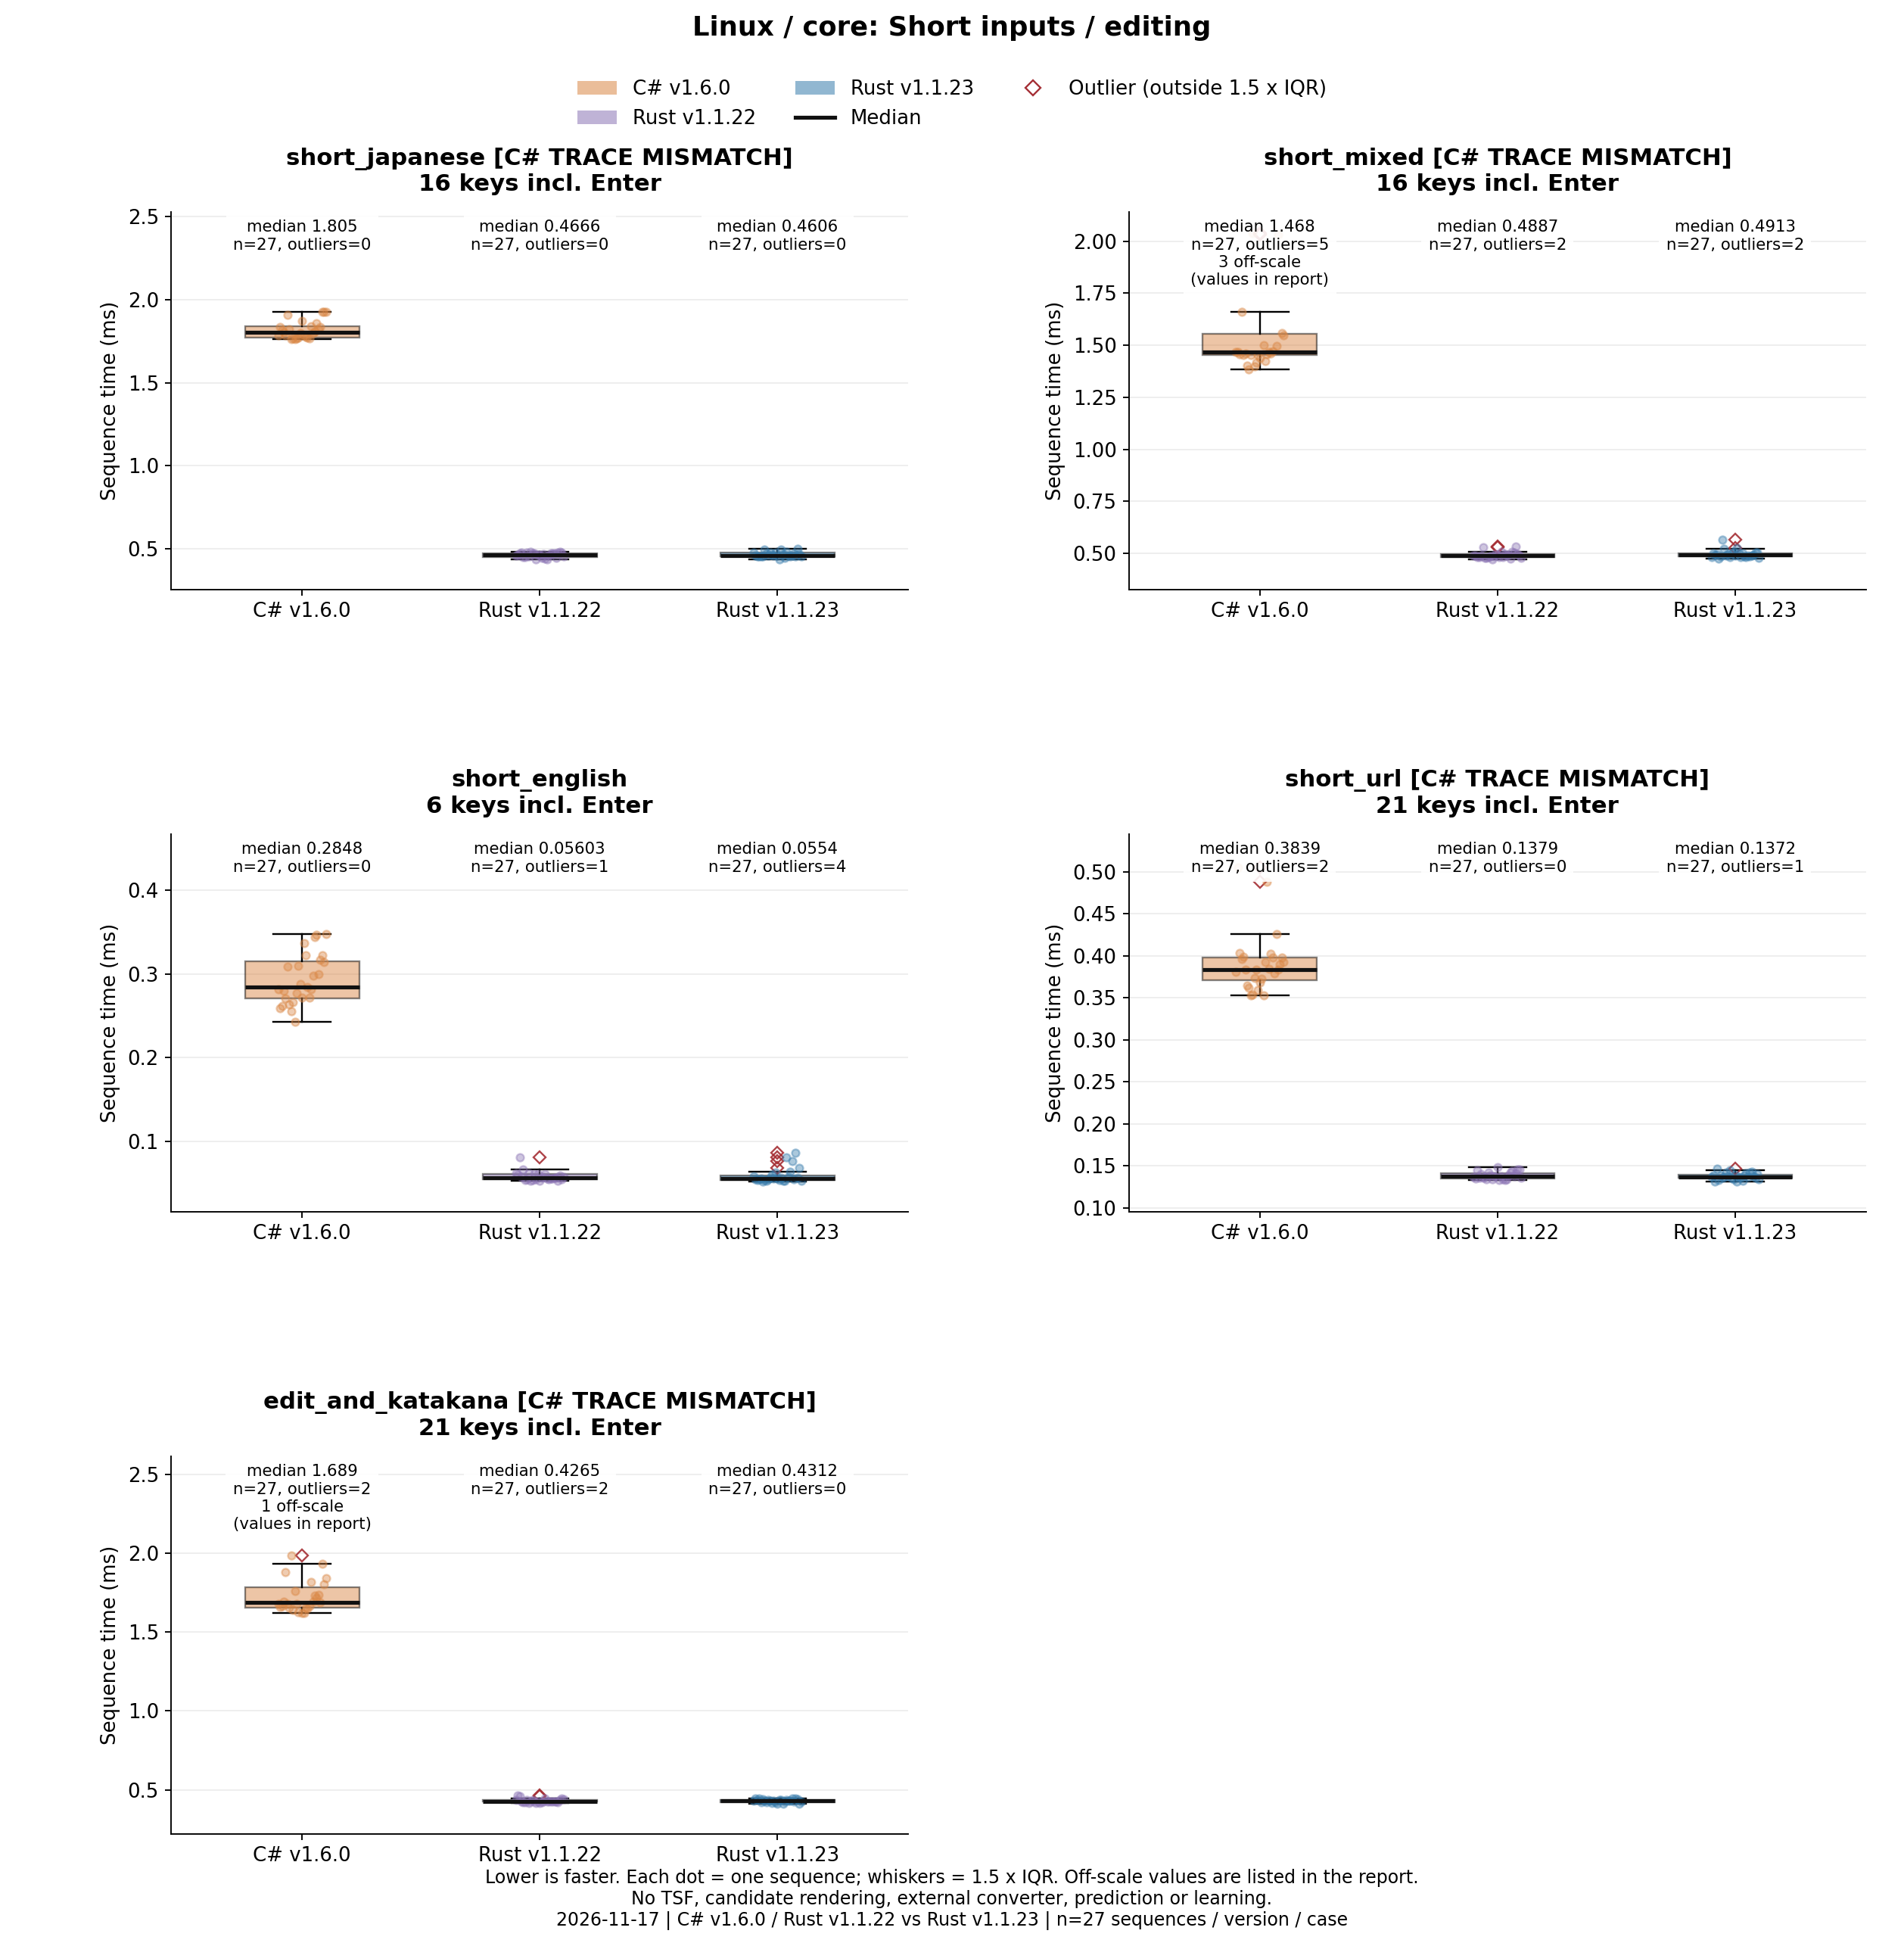 Linux / core: Short inputs / editing
C# v1.6.0
Rust v1.1.22
Rust v1.1.23
Median
Outlier (outside 1.5 x IQR)
short_japanese [C# TRACE MISMATCH]
16 keys incl. Enter
Sequence time (ms)
2.5
2.0
1.5
1.0
0.5
median 1.805
n=27, outliers=0
median 0.4666
n=27, outliers=0
median 0.4606
n=27, outliers=0
C# v1.6.0
Rust v1.1.22
Rust v1.1.23
short_mixed [C# TRACE MISMATCH]
16 keys incl. Enter
Sequence time (ms)
2.00
1.75
1.50
1.25
1.00
0.75
0.50
median 1.468
n=27, outliers=5
3 off-scale
(values in report)
median 0.4887
n=27, outliers=2
median 0.4913
n=27, outliers=2
C# v1.6.0
Rust v1.1.22
Rust v1.1.23
short_english
6 keys incl. Enter
Sequence time (ms)
0.4
0.3
0.2
0.1
median 0.2848
n=27, outliers=0
median 0.05603
n=27, outliers=1
median 0.0554
n=27, outliers=4
C# v1.6.0
Rust v1.1.22
Rust v1.1.23
short_url [C# TRACE MISMATCH]
21 keys incl. Enter
Sequence time (ms)
0.50
0.45
0.40
0.35
0.30
0.25
0.20
0.15
0.10
median 0.3839
n=27, outliers=2
median 0.1379
n=27, outliers=0
median 0.1372
n=27, outliers=1
C# v1.6.0
Rust v1.1.22
Rust v1.1.23
edit_and_katakana [C# TRACE MISMATCH]
21 keys incl. Enter
Sequence time (ms)
2.5
2.0
1.5
1.0
0.5
median 1.689
n=27, outliers=2
1 off-scale
(values in report)
median 0.4265
n=27, outliers=2
median 0.4312
n=27, outliers=0
C# v1.6.0
Rust v1.1.22
Rust v1.1.23
Lower is faster. Each dot = one sequence; whiskers = 1.5 x IQR. Off-scale values are listed in the report.
No TSF, candidate rendering, external converter, prediction or learning.
2026-11-17 | C# v1.6.0 / Rust v1.1.22 vs Rust v1.1.23 | n=27 sequences / version / case